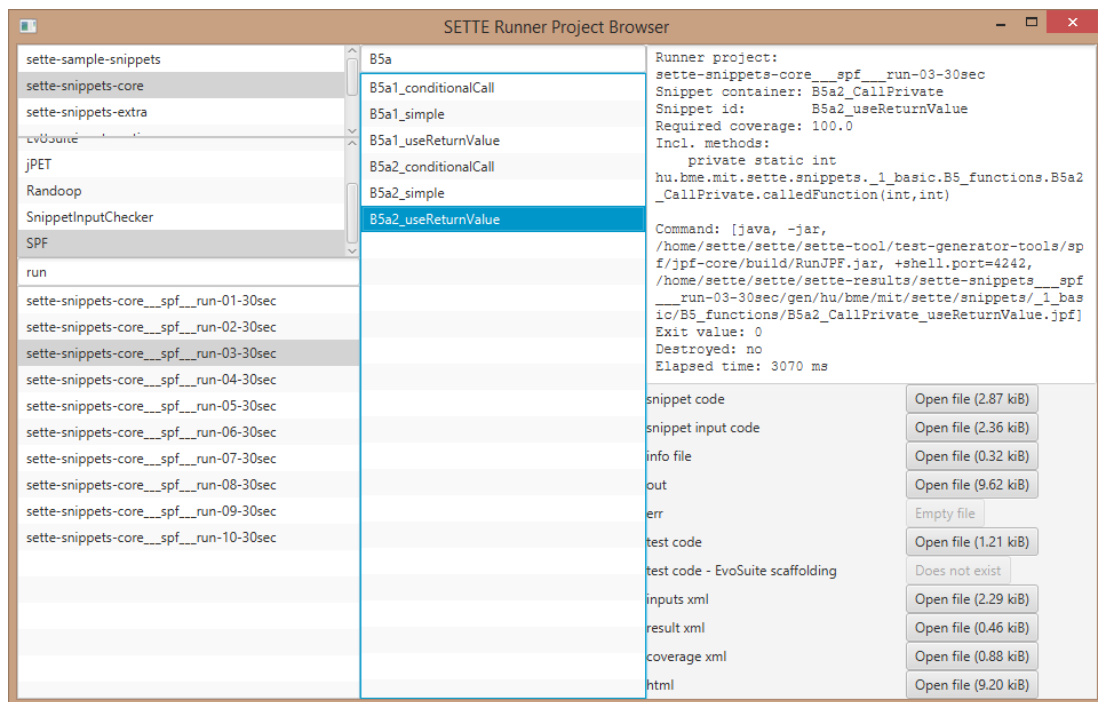 SETTE Runner Project Browser
sette-sample-snippets
sette-snippets-core
sette-snippets-extra
EvoSuite
jPET
Randoop
SnippetInputChecker
SPF
run
sette-snippets-core___spf___run-01-30sec
sette-snippets-core___spf___run-02-30sec
sette-snippets-core___spf___run-03-30sec
sette-snippets-core___spf___run-04-30sec
sette-snippets-core___spf___run-05-30sec
sette-snippets-core___spf___run-06-30sec
sette-snippets-core___spf___run-07-30sec
sette-snippets-core___spf___run-08-30sec
sette-snippets-core___spf___run-09-30sec
sette-snippets-core___spf___run-10-30sec
B5a
B5a1_conditionalCall
B5a1_simple
B5a1_useReturnValue
B5a2_conditionalCall
B5a2_simple
B5a2_useReturnValue
Runner project:
sette-snippets-core___spf___run-03-30sec
Snippet container: B5a2_CallPrivate
Snippet id: B5a2_useReturnValue
Required coverage: 100.0
Incl. methods:
private static int
hu.bme.mit.sette.snippets._1_basic.B5_functions.B5a2
_CallPrivate.calledFunction(int,int)
Command: [java, -jar,
/home/sette/sette/sette-tool/test-generator-tools/sp
f/jpf-core/build/RunJPF.jar, +shell.port=4242,
/home/sette/sette/sette-results/sette-snippets___spf
___run-03-30sec/gen/hu/bme/mit/sette/snippets/_1_bas
ic/B5_functions/B5a2_CallPrivate_useReturnValue.jpf]
Exit value: 0
Destroyed: no
Elapsed time: 3070 ms
snippet code Open file (2.87 kiB)
snippet input code Open file (2.36 kiB)
info file Open file (0.32 kiB)
out Open file (9.62 kiB)
err Empty file
test code Open file (1.21 kiB)
test code - EvoSuite scaffolding Does not exist
inputs xml Open file (2.29 kiB)
result xml Open file (0.46 kiB)
coverage xml Open file (0.88 kiB)
html Open file (9.20 kiB)